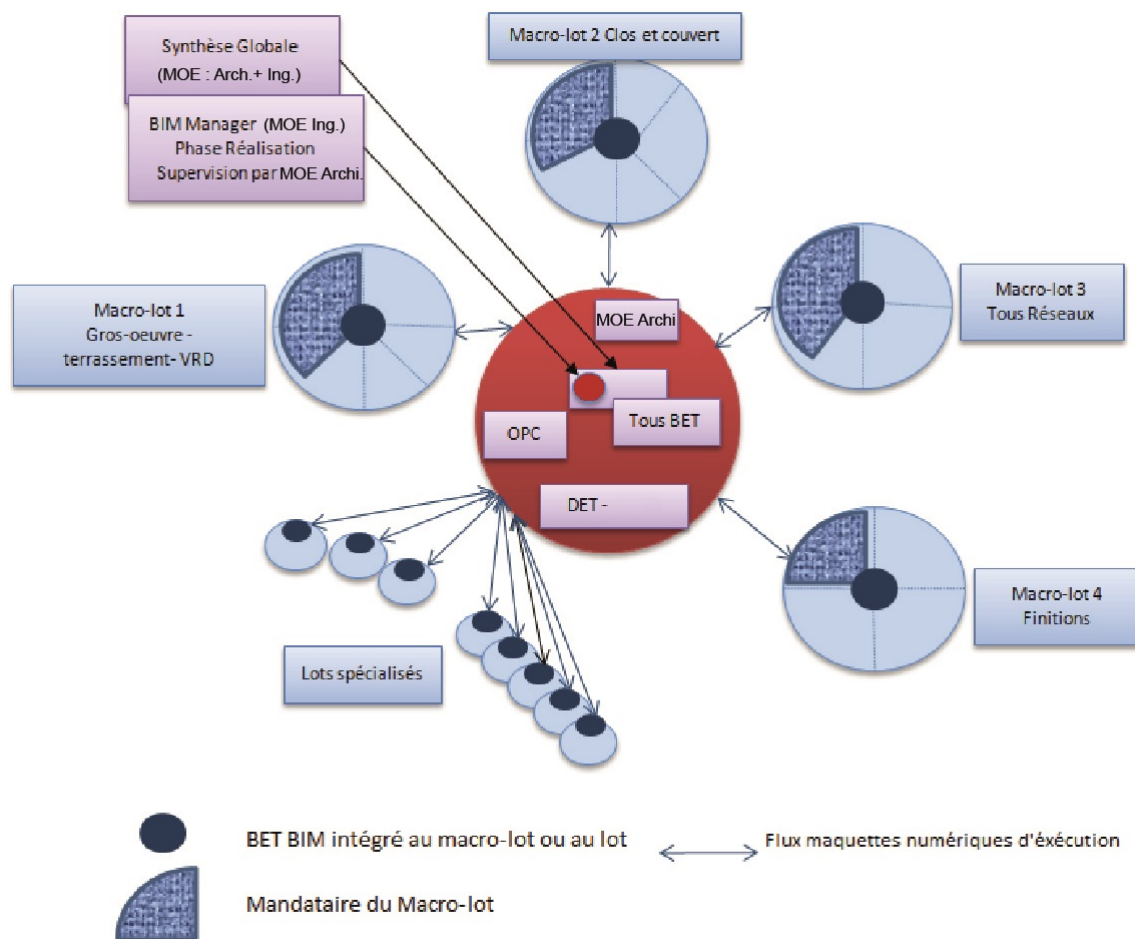 Synthèse Globale
(MOE : Arch.+ Ing.)
BIM Manager (MOE Ing.)
Phase Réalisation
Supervision par MOE Archi.
Macro-lot 2 Clos et couvert
Macro-lot 1
Gros-oeuvre -
terrassement- VRD
Macro-lot 3
Tous Réseaux
MOE Archi
Tous BET
OPC
DET -
Macro-lot 4
Finitions
Lots spécialisés
BET BIM intégré au macro-lot ou au lot
Flux maquettes numériques d'éxécution
Mandataire du Macro-lot